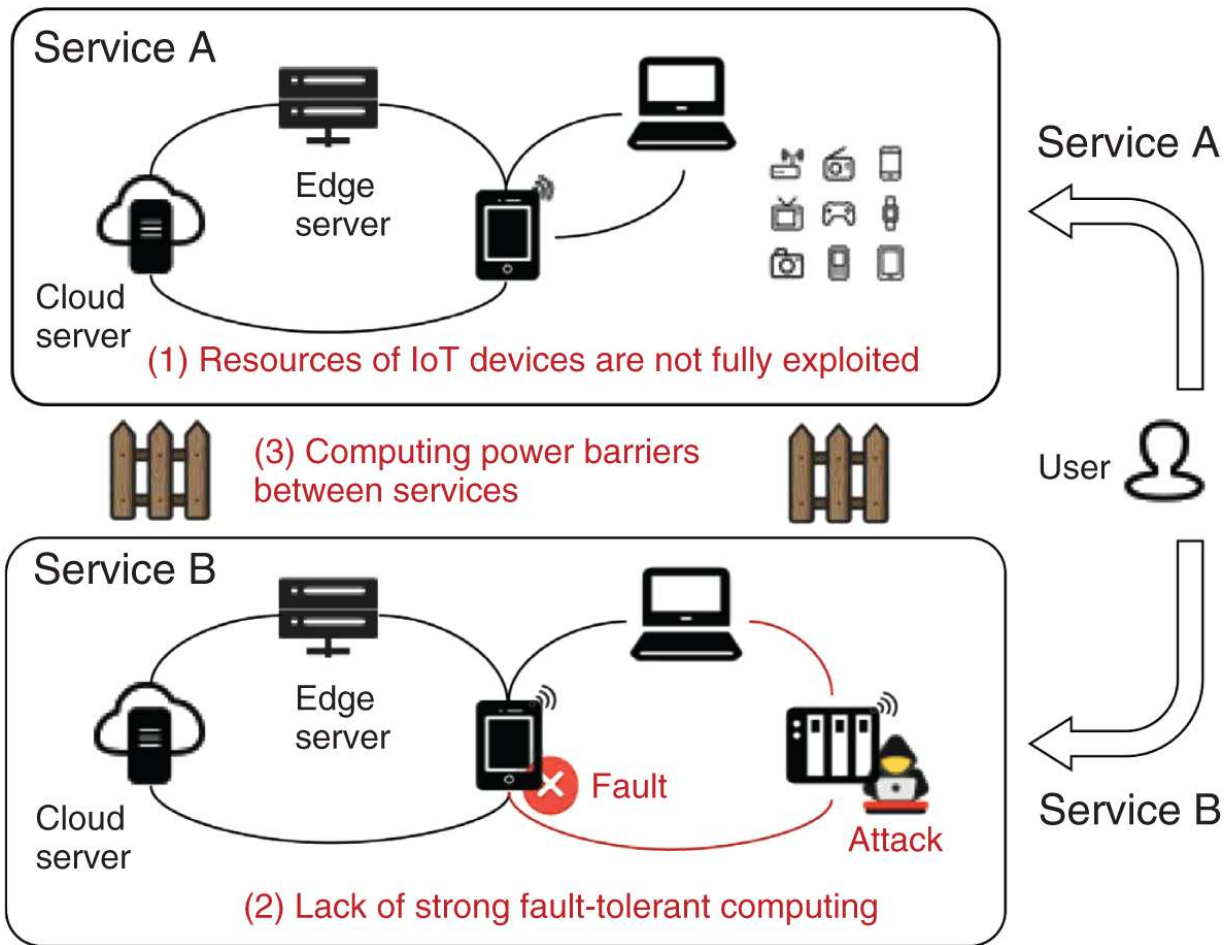 Service A
Edge
server
Cloud
server
(1) Resources of IoT devices are not fully exploited
Service A
(3) Computing power barriers
between services
User
Service B
Edge
server
Cloud
server
Fault
Attack
Service B
(2) Lack of strong fault-tolerant computing